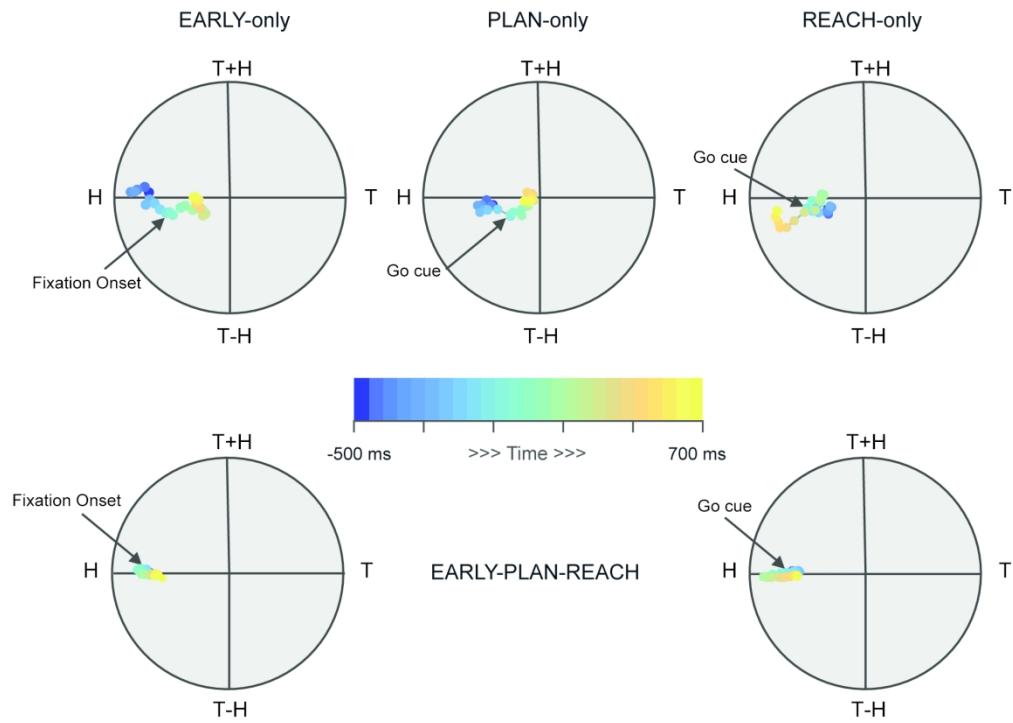 EARLY-only
PLAN-only
REACH-only
T+H
T+H
T+H
Go cue
H
T
H
T
H
T
Fixation Onset
Go cue
T-H
T-H
T-H
-500 ms
>>> Time >>>
700 ms
T+H
T+H
Fixation Onset
Go cue
H
T
EARLY-PLAN-REACH
H
T
T-H
T-H